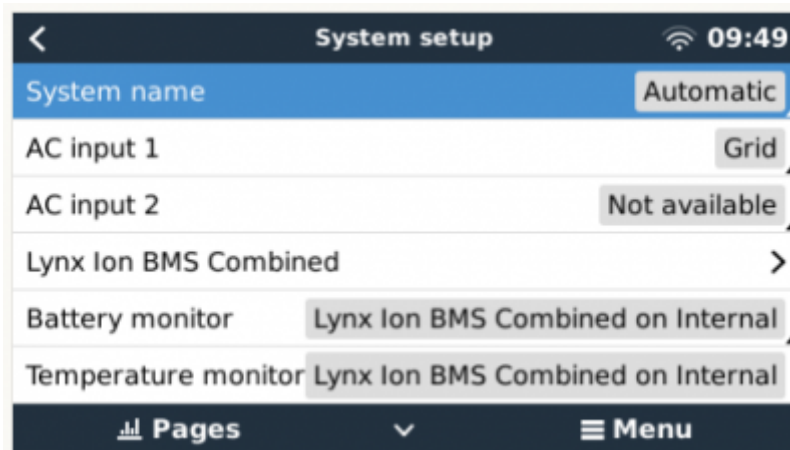 System setup 09:49
System name Automatic
AC input 1 Grid
AC input 2 Not available
Lynx Ion BMS Combined
Battery monitor Lynx Ion BMS Combined on Internal
Temperature monitor Lynx Ion BMS Combined on Internal
Pages Menu